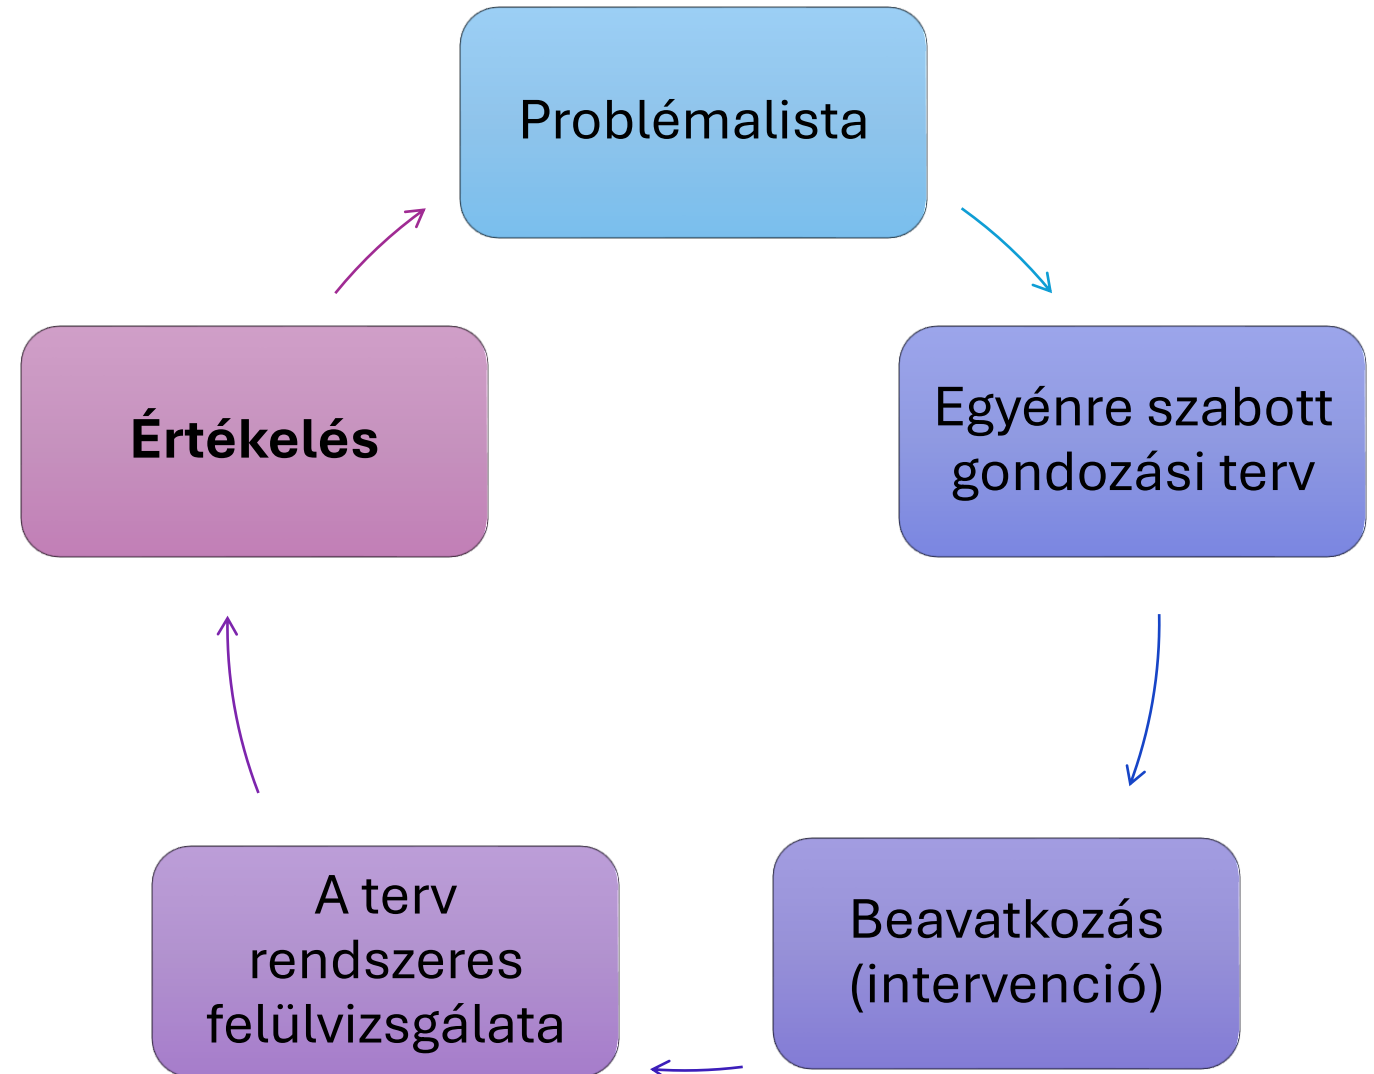 Problémalista
Egyénre szabott
gondozási terv
Beavatkozás
(intervenció)
A terv
rendszeres
felülvizsgálata
Értékelés